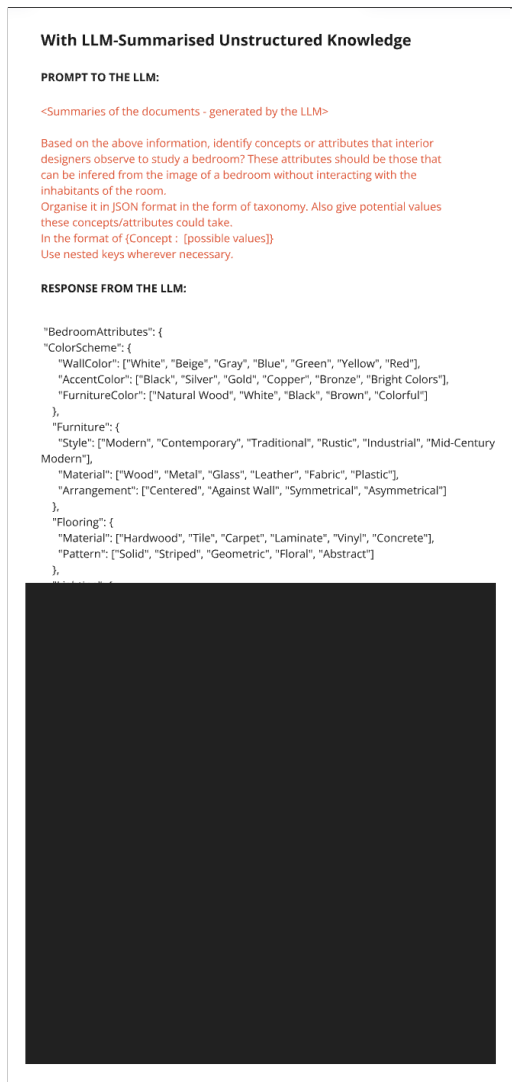 With LLM-Summarised Unstructured Knowledge
PROMPT TO THE LLM:
<Summaries of the documents - generated by the LLM>
Based on the above information, identify concepts or attributes that interior
designers observe to study a bedroom? These attributes should be those that
can be infered from the image of a bedroom without interacting with the
inhabitants of the room.
Organise it in JSON format in the form of taxonomy. Also give potential values
these concepts/attributes could take.
In the format of {Concept :  [possible values]}
Use nested keys wherever necessary.
RESPONSE FROM THE LLM:
"BedroomAttributes": {
"ColorScheme": {
"WallColor": ["White", "Beige", "Gray", "Blue", "Green", "Yellow", "Red"],
"AccentColor": ["Black", "Silver", "Gold", "Copper", "Bronze", "Bright Colors"],
"FurnitureColor": ["Natural Wood", "White", "Black", "Brown", "Colorful"]
},
"Furniture": {
"Style": ["Modern", "Contemporary", "Traditional", "Rustic", "Industrial", "Mid-Century
Modern"],
"Material": ["Wood", "Metal", "Glass", "Leather", "Fabric", "Plastic"],
"Arrangement": ["Centered", "Against Wall", "Symmetrical", "Asymmetrical"]
},
"Flooring": {
"Material": ["Hardwood", "Tile", "Carpet", "Laminate", "Vinyl", "Concrete"],
"Pattern": ["Solid", "Striped", "Geometric", "Floral", "Abstract"]
},